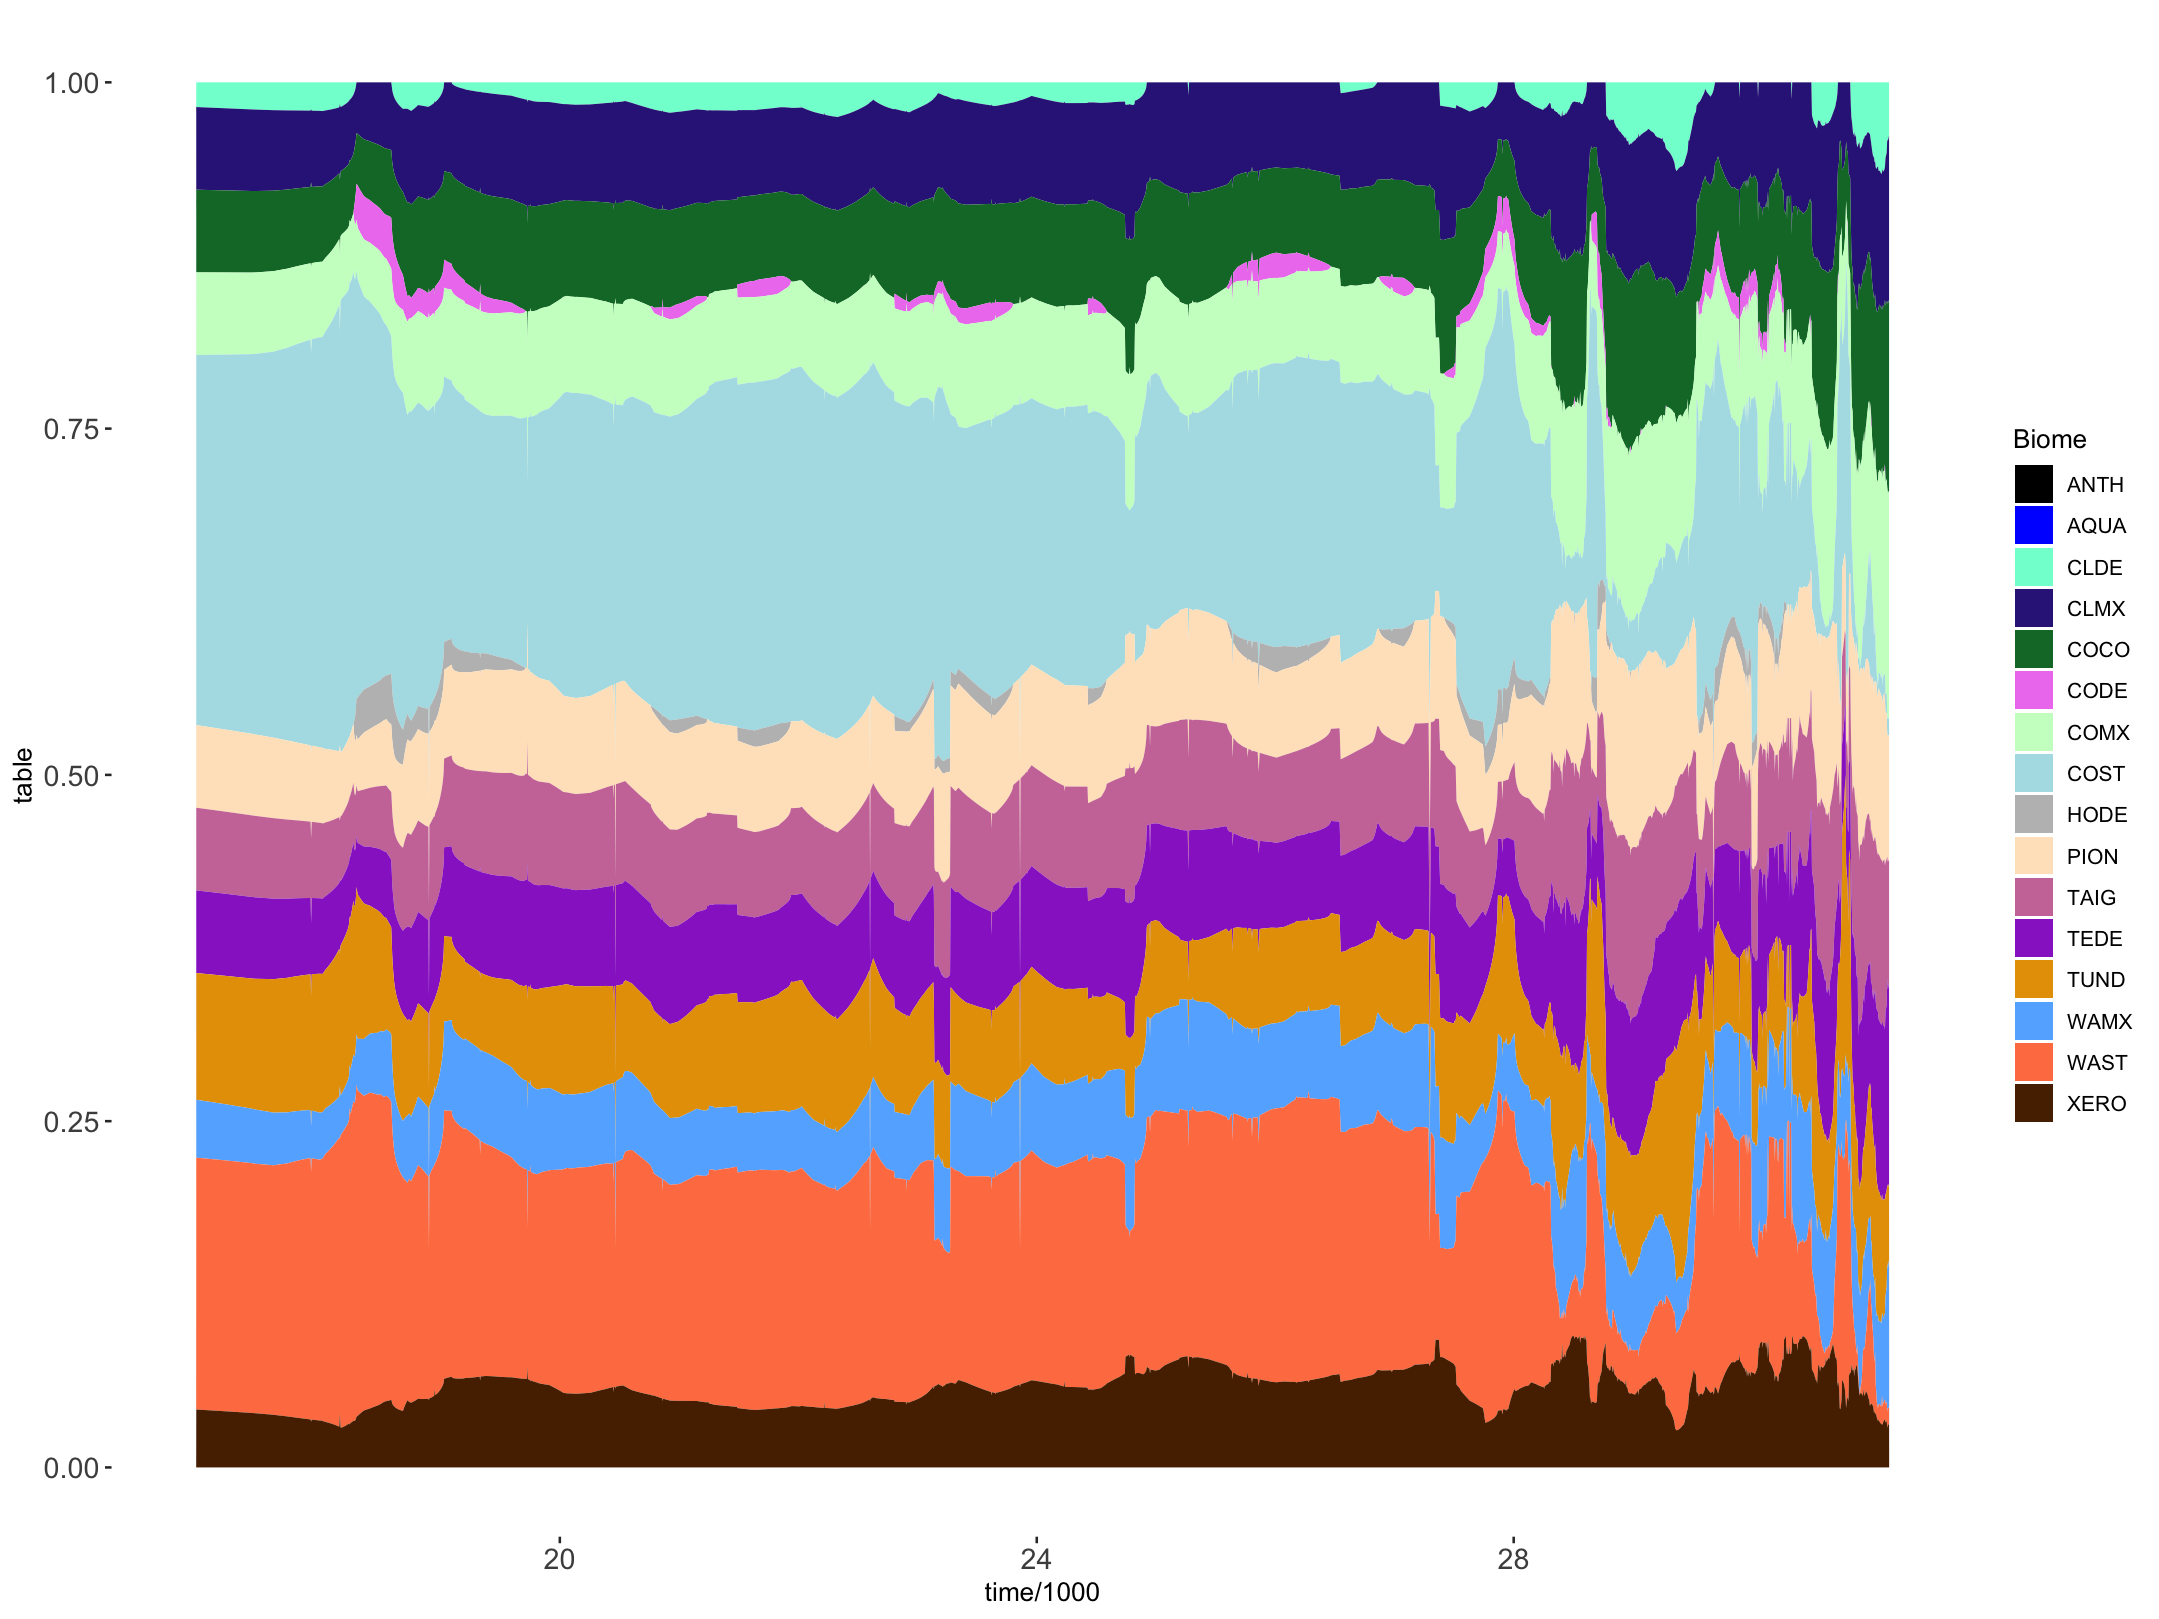 1.00
0.75
0.50
0.25
0.00
table
20
24
28
time/1000
Biome
ANTH
AQUA
CLDE
CLMX
COCO
CODE
COMX
COST
HODE
PION
TAIG
TEDE
TUND
WAMX
WAST
XERO